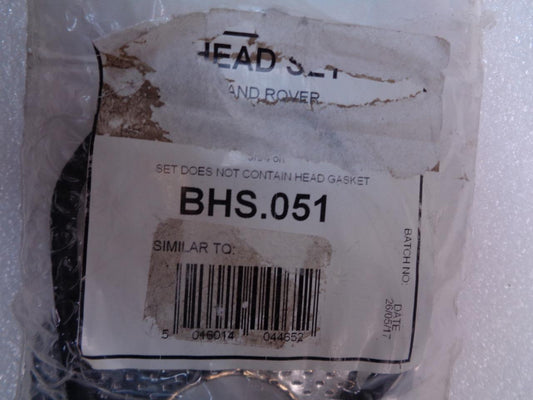 HEAD SET
LAND ROVER
SET DOES NOT CONTAIN HEAD GASKET
BHS.051
SIMILAR TO:
BATCH NO:
DATE
26/05/17
5 016014 044652